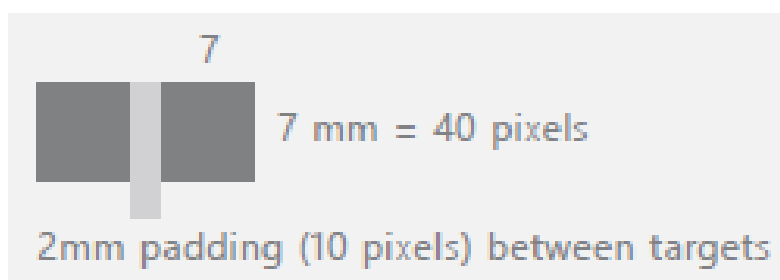 7
7 mm = 40 pixels
2mm padding (10 pixels) between targets